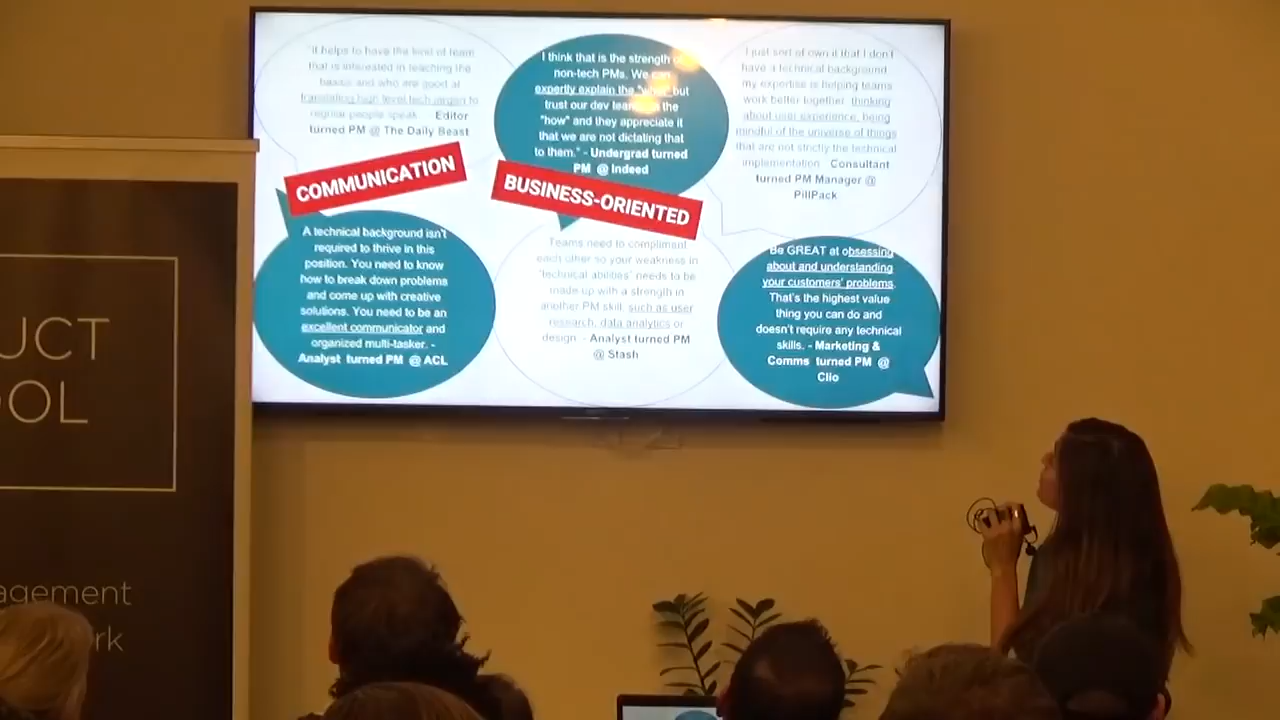 "It helps to have the kind of team
that is interested in teaching the
basics and who are good at
translating high level tech jargon to
regular people speak. - Editor
turned PM @ The Daily Beast
I think that is the strength of
non-tech PMs. We can
expertly explain the "what" but
trust our dev team on the
"how" and they appreciate it
that we are not dictating that
to them." - Undergrad turned
PM @ Indeed
I just sort of own it that I don't
have a technical background
my expertise is helping teams
work better together, thinking
about user experience, being
mindful of the universe of things
that are not strictly the technical
implementation. Consultant
turned PM Manager @
PillPack
COMMUNICATION
BUSINESS-ORIENTED
A technical background isn't
required to thrive in this
position. You need to know
how to break down problems
and come up with creative
solutions. You need to be an
excellent communicator and
organized multi-tasker. -
Analyst turned PM @ ACL
Teams need to compliment
each other so your weakness in
'technical abilities' needs to be
made up with a strength in
another PM skill, such as user
research, data analytics or
design. - Analyst turned PM
@ Stash
Be GREAT at obsessing
about and understanding
your customers' problems.
That's the highest value
thing you can do and
doesn't require any technical
skills. - Marketing &
Comms turned PM @
Clio
UCT
OOL
agement
rk